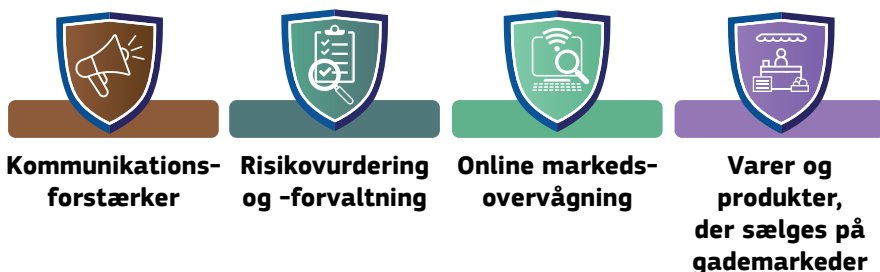 Kommunikations-
forstærker
Risikovurdering
og -forvaltning
Online markeds-
overvågning
Varer og
produkter,
der sælges på
gademarkeder